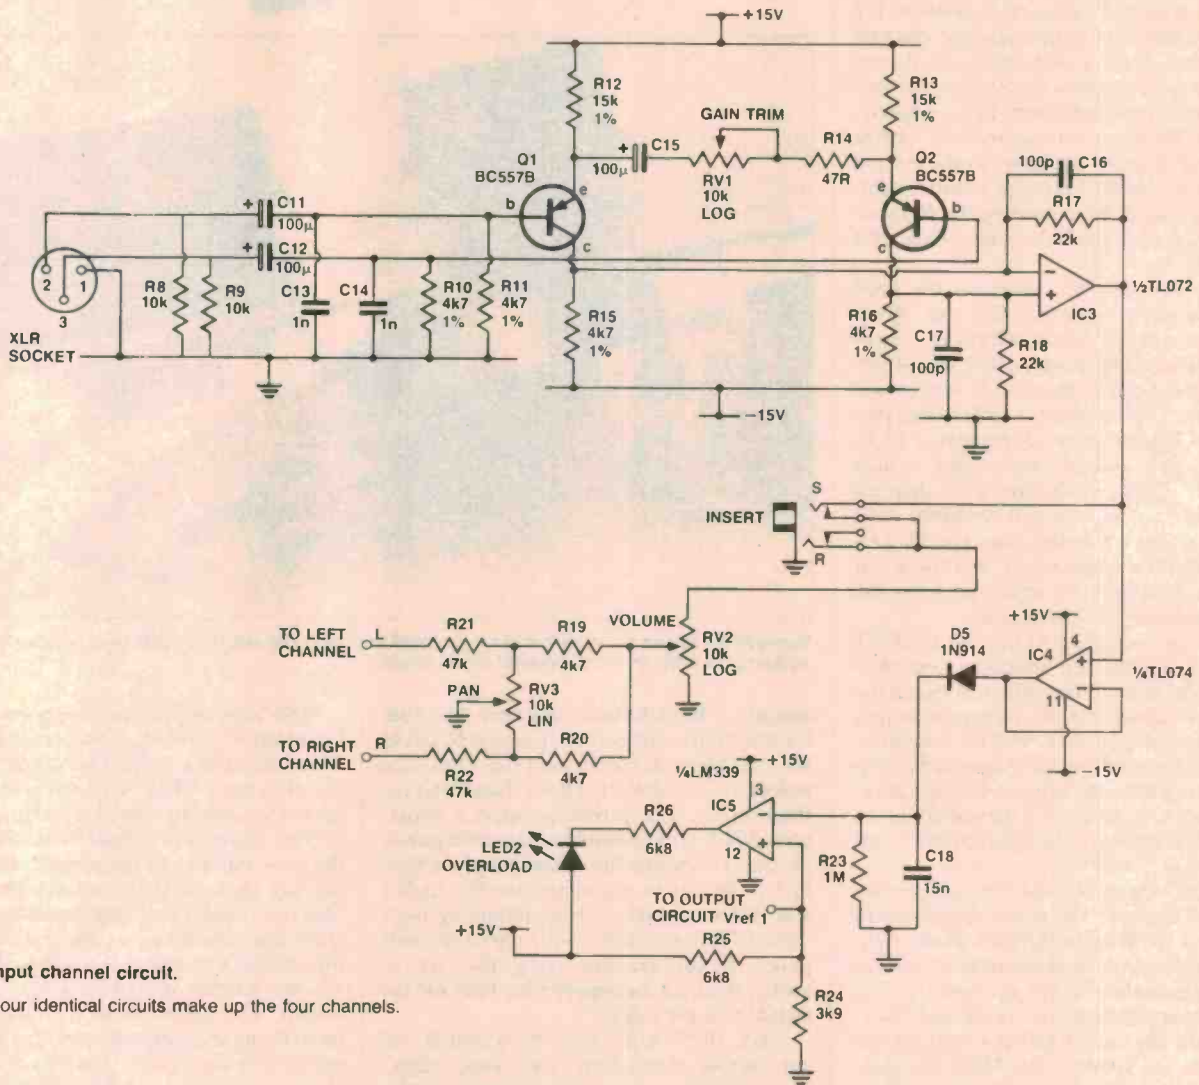 +15V
R12
15k
1%
R13
15k
1%
GAIN TRIM
+
C15
100μ
RV1
10k
LOG
R14
47R
Q1
BC557B
Q2
BC557B
b
e
c
e
b
c
100p
C16
R17
22k
+
C11
100μ
+
C12
100μ
2
1
3
XLR
SOCKET
R8
10k
R9
10k
C13
1n
C14
1n
R10
4k7
1%
R11
4k7
1%
R15
4k7
1%
R16
4k7
1%
C17
100p
−
+
IC3
½TL072
R18
22k
−15V
INSERT
S
R
VOLUME
RV2
10k
LOG
TO LEFT
CHANNEL
L
R21
47k
R19
4k7
PAN
RV3
10k
LIN
TO RIGHT
CHANNEL
R
R22
47k
R20
4k7
D5
1N914
+15V
4
IC4
+
−
11
¼TL074
−15V
¼LM339
+15V
3
IC5
−
+
12
R26
6k8
LED2
OVERLOAD
R23
1M
C18
15n
TO OUTPUT
CIRCUIT Vref 1
+15V
R25
6k8
R24
3k9
nput channel circuit.
our identical circuits make up the four channels.